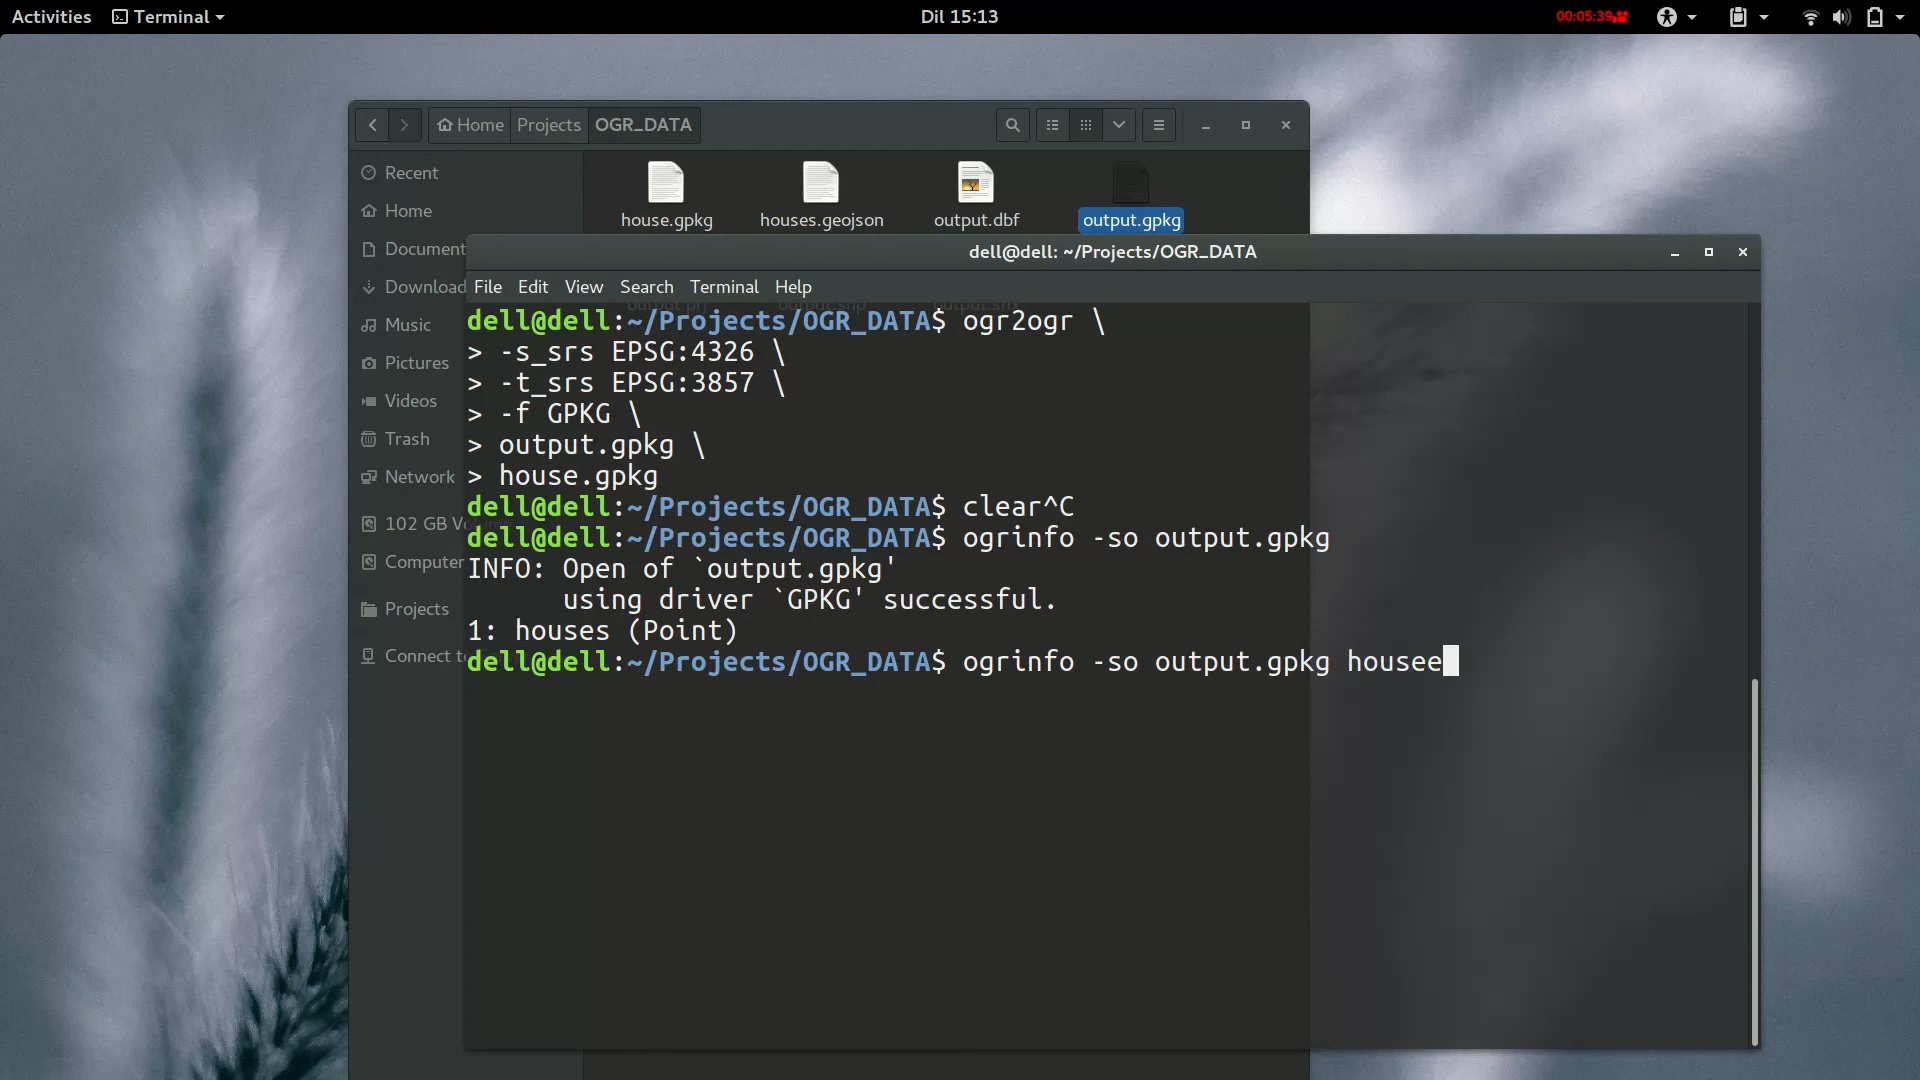 Activities Terminal Dil 15:13 00:05:39
Home Projects OGR_DATA
Recent
Home
Document
Download
Music
Pictures
Videos
Trash
Network
102 GB V
Computer
Projects
Connect t
house.gpkg houses.geojson output.dbf output.gpkg
dell@dell: ~/Projects/OGR_DATA
File Edit View Search Terminal Help
dell@dell:~/Projects/OGR_DATA$ ogr2ogr \
> -s_srs EPSG:4326 \
> -t_srs EPSG:3857 \
> -f GPKG \
> output.gpkg \
> house.gpkg
dell@dell:~/Projects/OGR_DATA$ clear^C
dell@dell:~/Projects/OGR_DATA$ ogrinfo -so output.gpkg
INFO: Open of `output.gpkg'
using driver `GPKG' successful.
1: houses (Point)
dell@dell:~/Projects/OGR_DATA$ ogrinfo -so output.gpkg housee